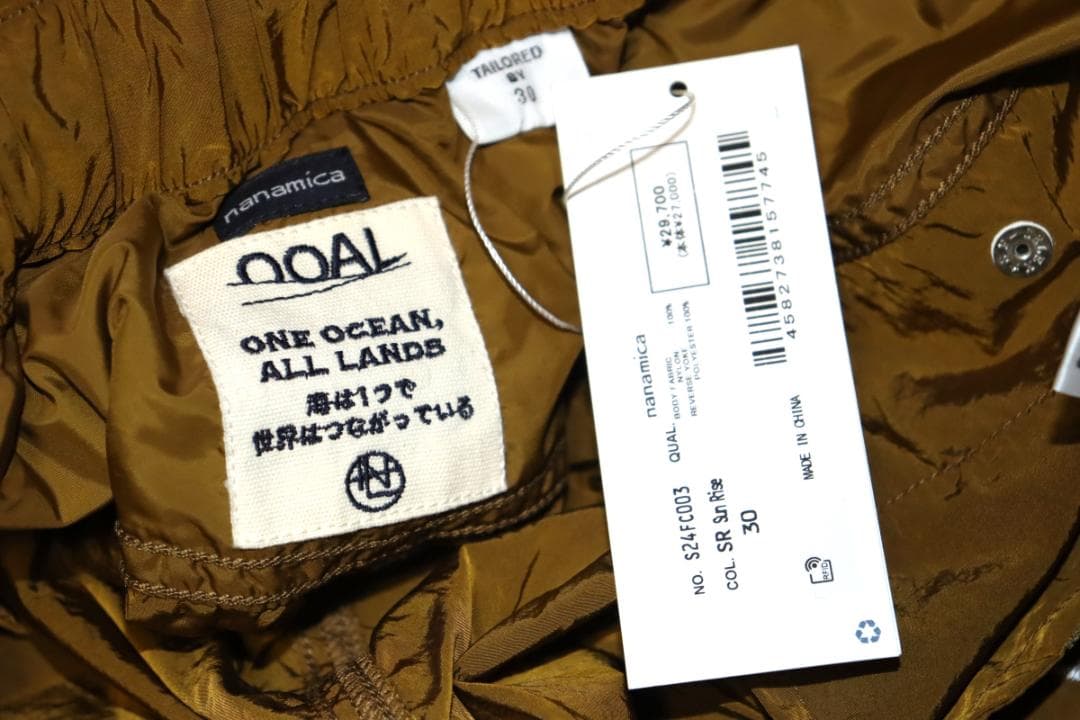 TAILORED
BY
30
nanamica
OOAL
ONE OCEAN,
ALL LANDS
海は1つで
世界はつながっている
¥29,700
(本体¥27,000)
4582738157745
nanamica
QUAL. BODY FABRIC
NYLON 100%
REVERSE YOKE
POLYESTER 100%
MADE IN CHINA
NO. S24FC003
COL. SR Sun Rise
30
RFID